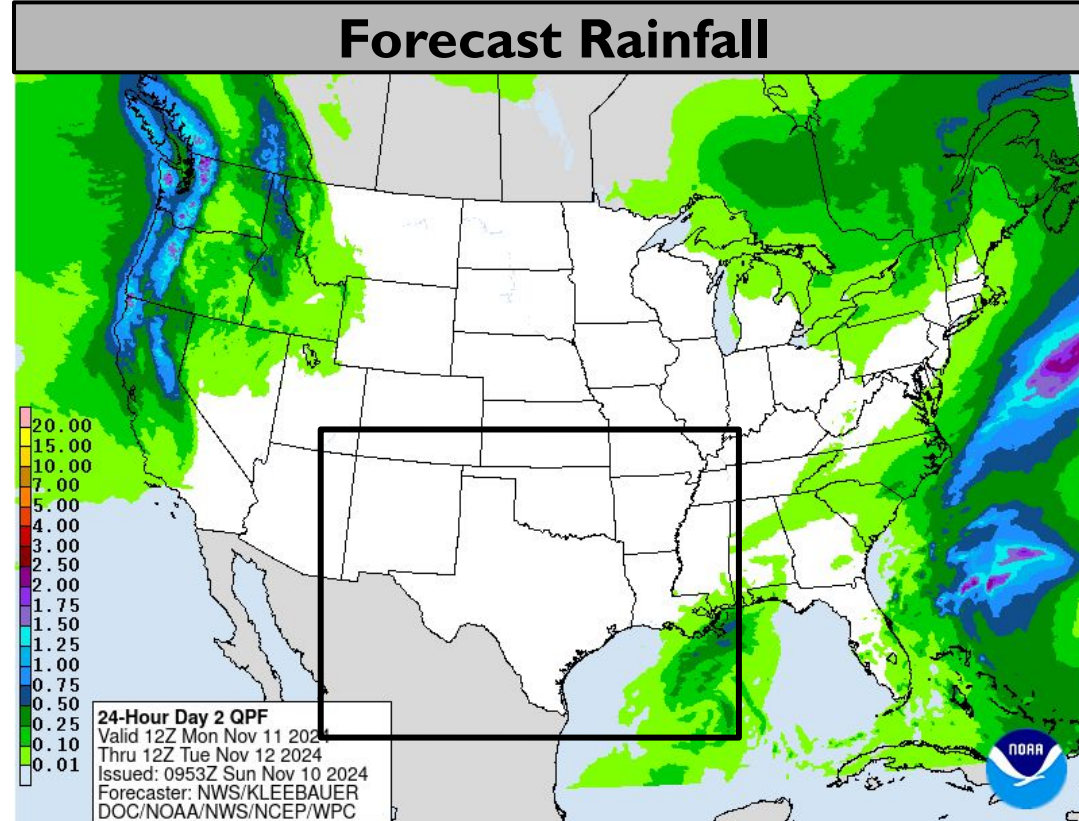 Forecast Rainfall
20.00
15.00
10.00
7.00
5.00
4.00
3.00
2.50
2.00
1.75
1.50
1.25
1.00
0.75
0.50
0.25
0.10
0.01
24-Hour Day 2 QPF
Valid 12Z Mon Nov 11 2024
Thru 12Z Tue Nov 12 2024
Issued: 0953Z Sun Nov 10 2024
Forecaster: NWS/KLEEBAUER
DOC/NOAA/NWS/NCEP/WPC
NOAA